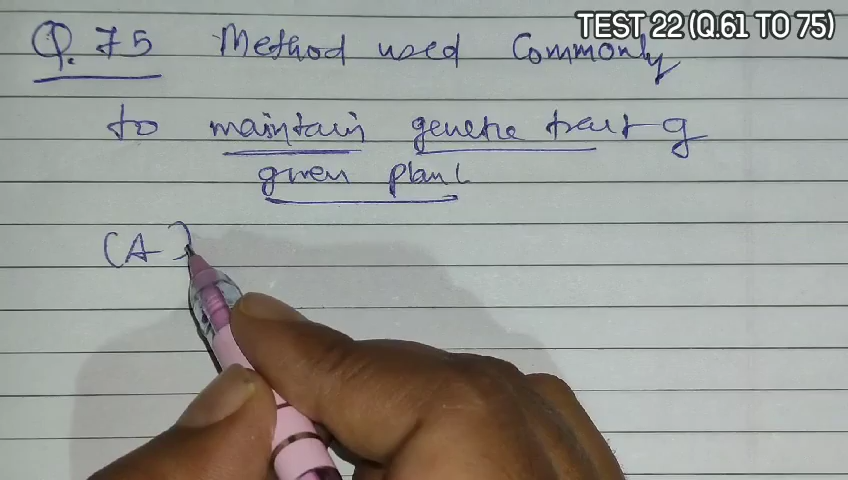 TEST 22 (Q.61 TO 75)
Q. 75 Method used Commonly
to maintain genetic trait of
given plant
(A)